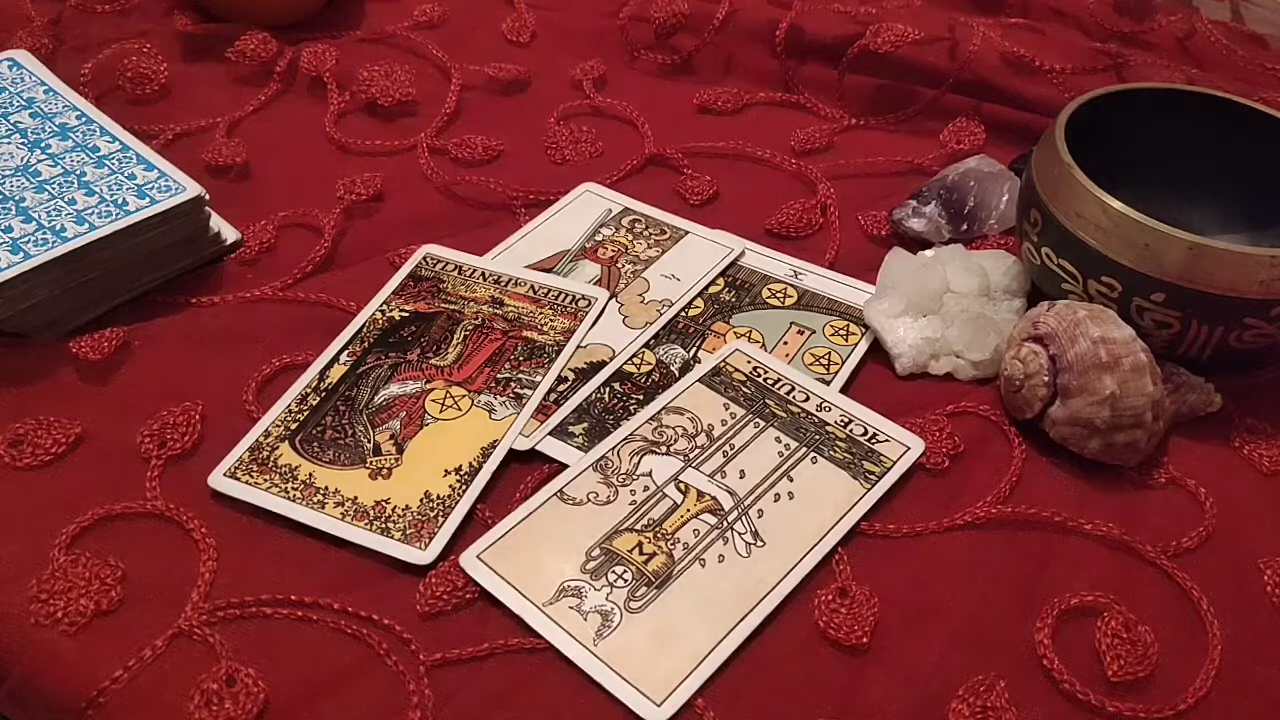 X
QUEEN of PENTACLES.
ACE of CUPS.
W